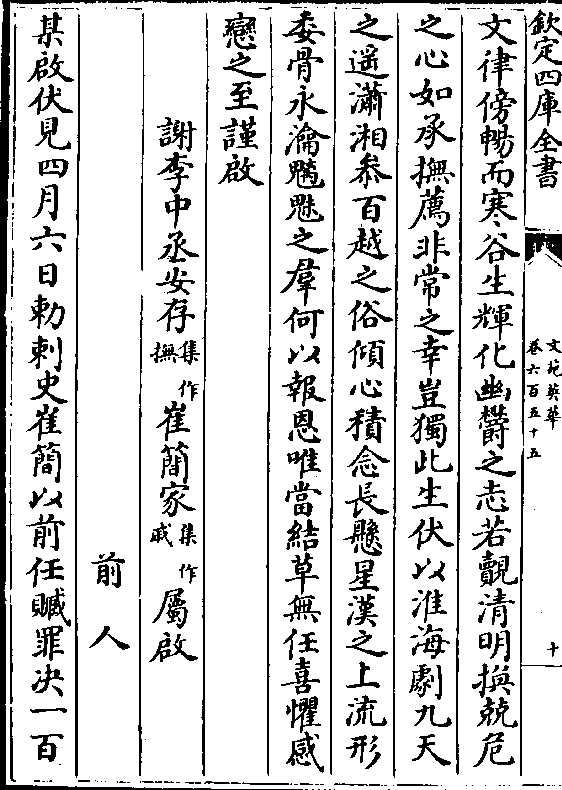 欽定四庫全書
文苑英華
卷六百五十五
十
文律傍暢而寒谷生輝化幽欝之志若覿清明換兢危
之心如承撫薦非常之幸豈獨此生伏以淮海劇九天
之遥瀟湘叅百越之俗傾心積念長懸星漢之上流形
委骨永淪魑魅之羣何以報恩唯當結草無任喜懼感
戀之至謹啟
謝李中丞安存集作撫崔簡家集作戚屬啟
前人
某啟伏見四月六日勅刺史崔簡以前任贓罪决一百